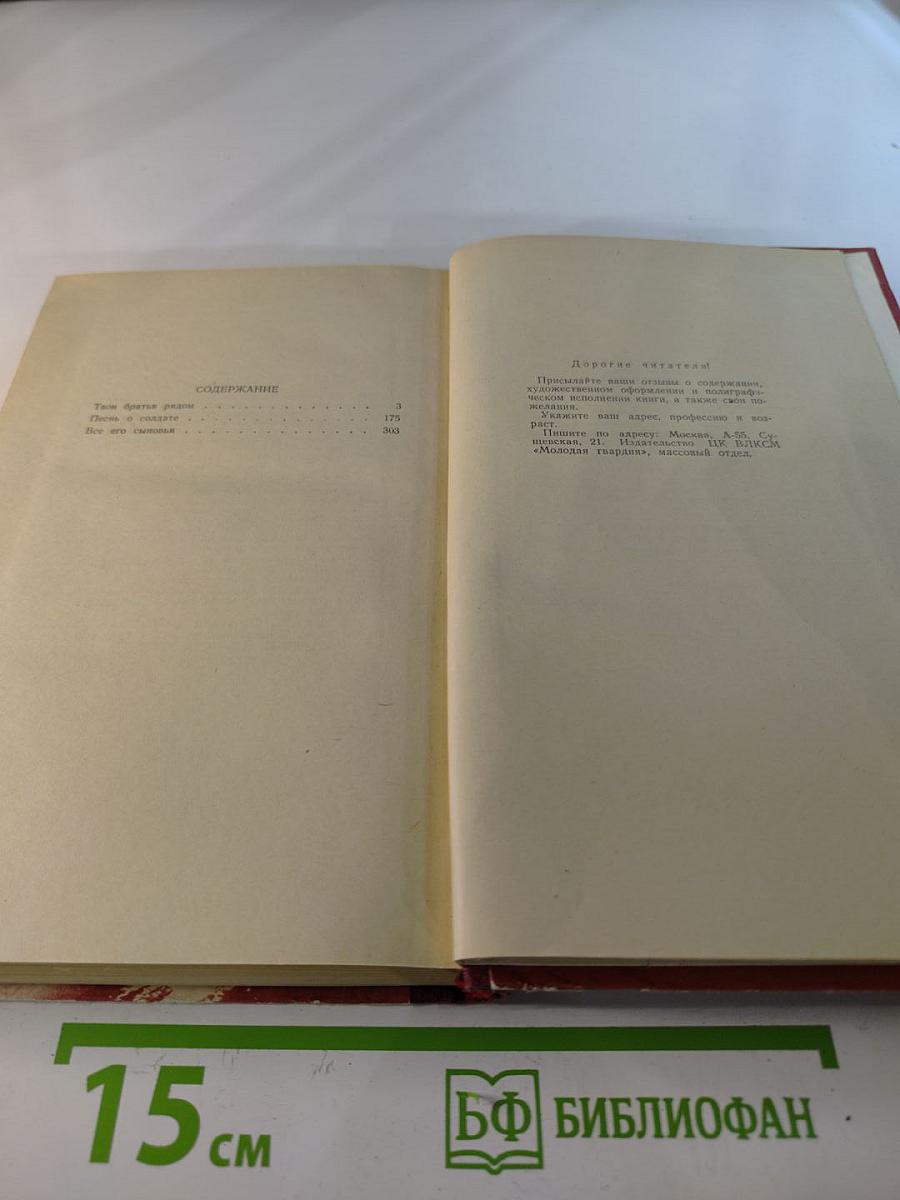 СОДЕРЖАНИЕ
Твои братья рядом . . . . . . . . . . . . . 3
Песнь о солдате . . . . . . . . . . . . . . 175
Все его сыновья . . . . . . . . . . . . . . 303
Дорогие читатели!
Присылайте ваши отзывы о содержании,
художественном оформлении и полиграфи-
ческом исполнении книги, а также свои по-
желания.
Укажите ваш адрес, профессию и воз-
раст.
Пишите по адресу: Москва, А-55, Су-
щевская, 21. Издательство ЦК ВЛКСМ
«Молодая гвардия», массовый отдел.
15 см
БФ БИБЛИОФАН